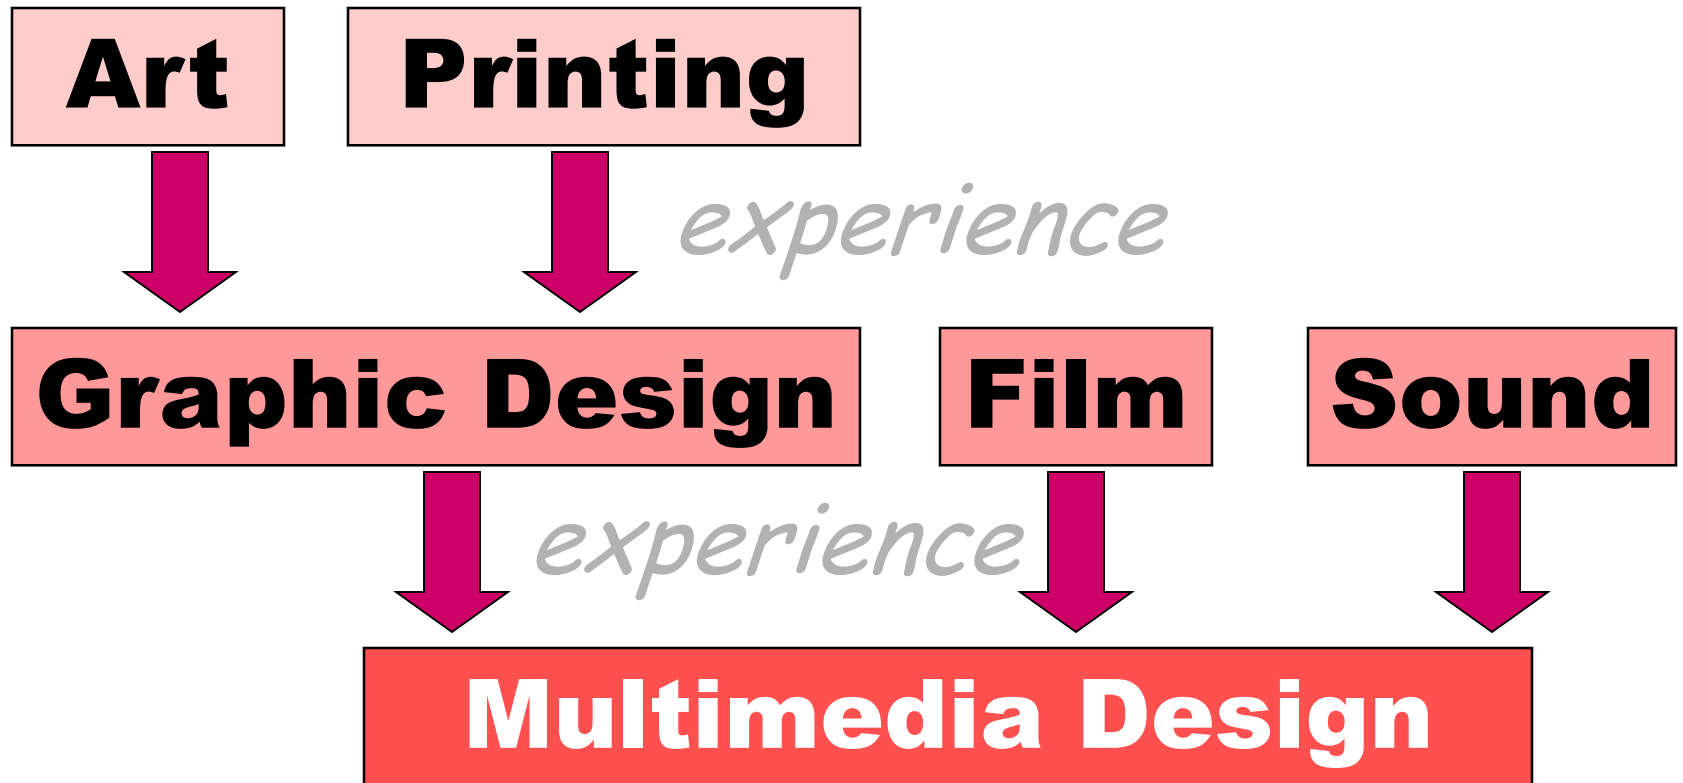 Art
Printing
experience
Graphic Design
Film
Sound
experience
Multimedia Design